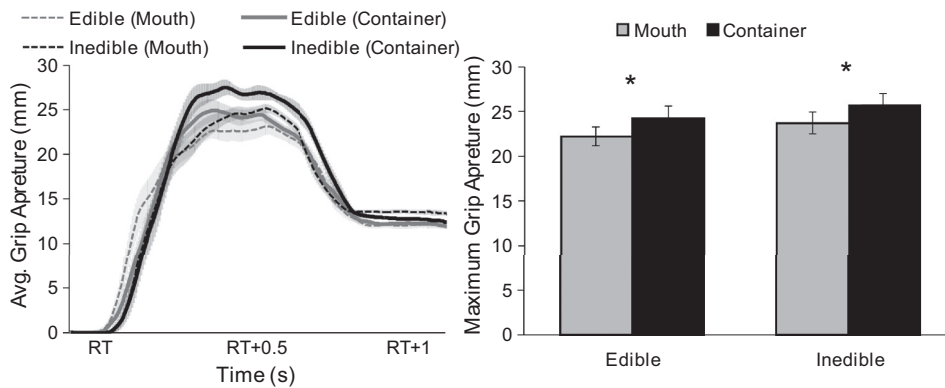 Edible (Mouth) Edible (Container)
Inedible (Mouth) Inedible (Container)
Avg. Grip Apreture (mm)
30
25
20
15
10
5
0
RT RT+0.5 RT+1
Time (s)
Mouth Container
Maximum Grip Apreture (mm)
30
25
20
15
10
5
0
* *
Edible Inedible